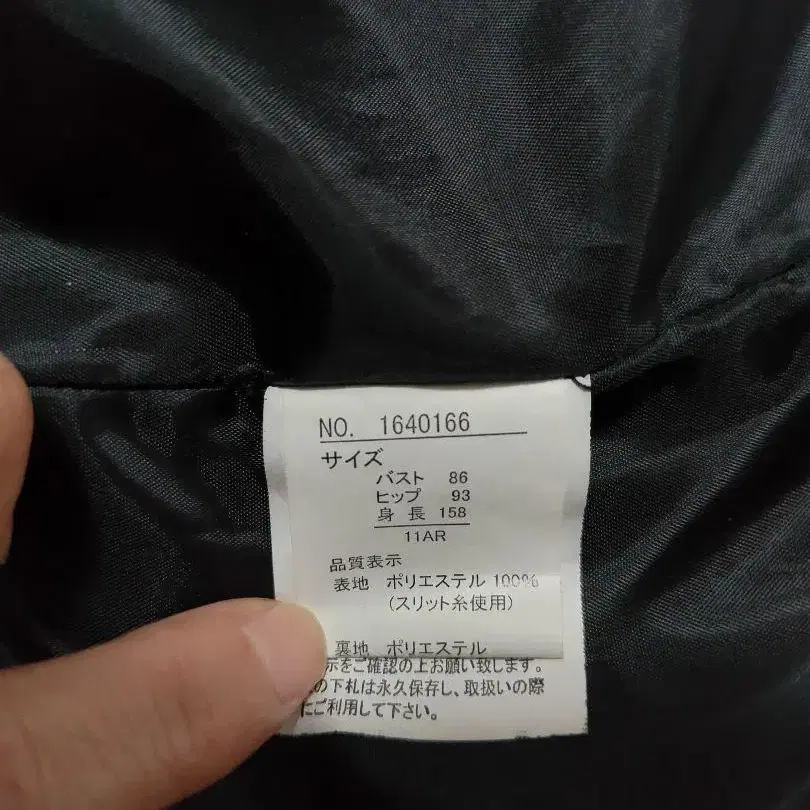 NO. 1640166
サイズ
バスト 86
ヒップ 93
身長 158
11AR
品質表示
表地 ポリエステル 100%
(スリット糸使用)
裏地 ポリエステル
示をご確認の上お願い致します。
の下札は永久保存し、取扱いの際
にご利用して下さい。